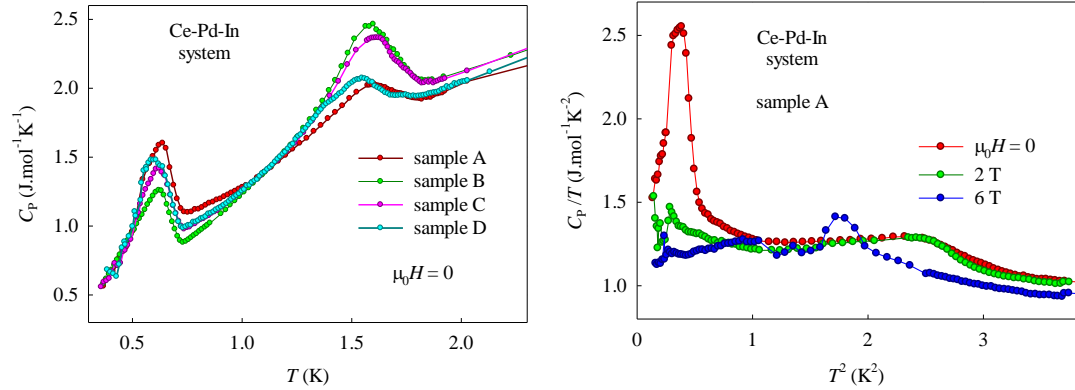 Ce-Pd-In
system
C_P (J.mol⁻¹K⁻¹)
2.5
2.0
1.5
1.0
0.5
sample A
sample B
sample C
sample D
μ₀H = 0
0.5 1.0 1.5 2.0
T (K)
Ce-Pd-In
system
sample A
C_P /T (J.mol⁻¹K⁻²)
2.5
2.0
1.5
1.0
μ₀H = 0
2 T
6 T
0 1 2 3
T² (K²)